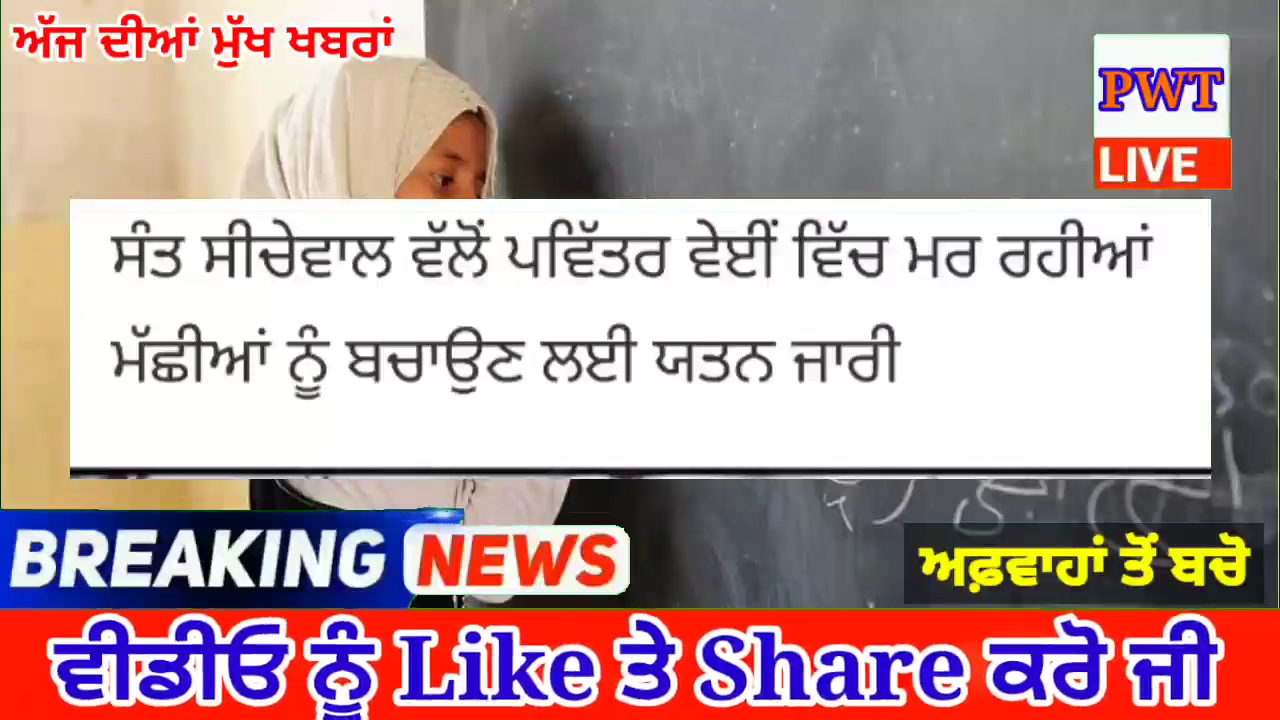 ਅੱਜ ਦੀਆਂ ਮੁੱਖ ਖਬਰਾਂ
PWT
LIVE
ਸੰਤ ਸੀਚੇਵਾਲ ਵੱਲੋਂ ਪਵਿੱਤਰ ਵੇਈਂ ਵਿੱਚ ਮਰ ਰਹੀਆਂ
ਮੱਛੀਆਂ ਨੂੰ ਬਚਾਉਣ ਲਈ ਯਤਨ ਜਾਰੀ
BREAKING NEWS
ਅਫ਼ਵਾਹਾਂ ਤੋਂ ਬਚੋ
ਵੀਡੀਓ ਨੂੰ Like ਤੇ Share ਕਰੋ ਜੀ